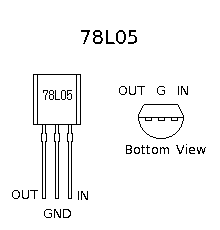 78L05
78L05
OUT G IN
Bottom View
OUT IN
GND